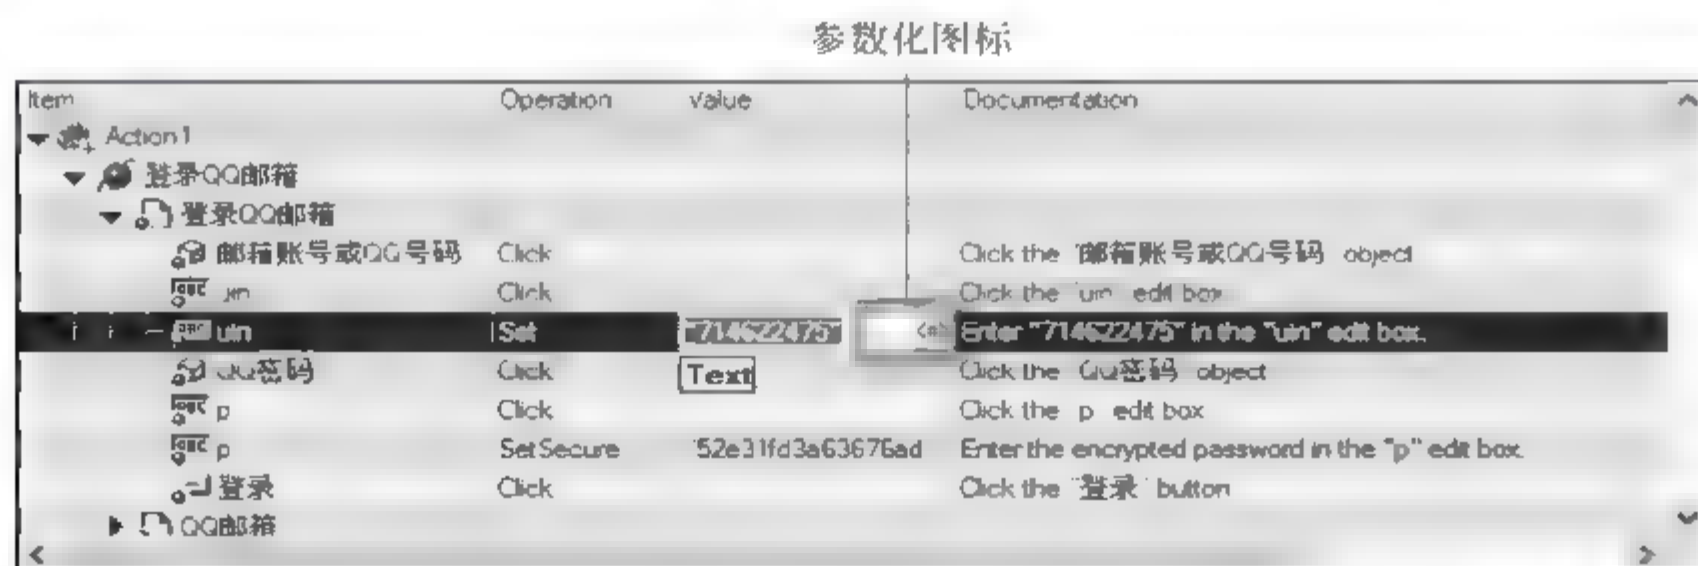 参数化图标
Item Operation Value Documentation
Action1
登录QQ邮箱
登录QQ邮箱
邮箱账号或QQ号码 Click Click the "邮箱账号或QQ号码" object
uin Click Click the "uin" edit box
uin Set "714622475" Enter "714622475" in the "uin" edit box.
QQ密码 Click Text Click the "QQ密码" object
p Click Click the "p" edit box
p SetSecure "52e31fd3a63676ad Enter the encrypted password in the "p" edit box.
登录 Click Click the "登录" button
QQ邮箱